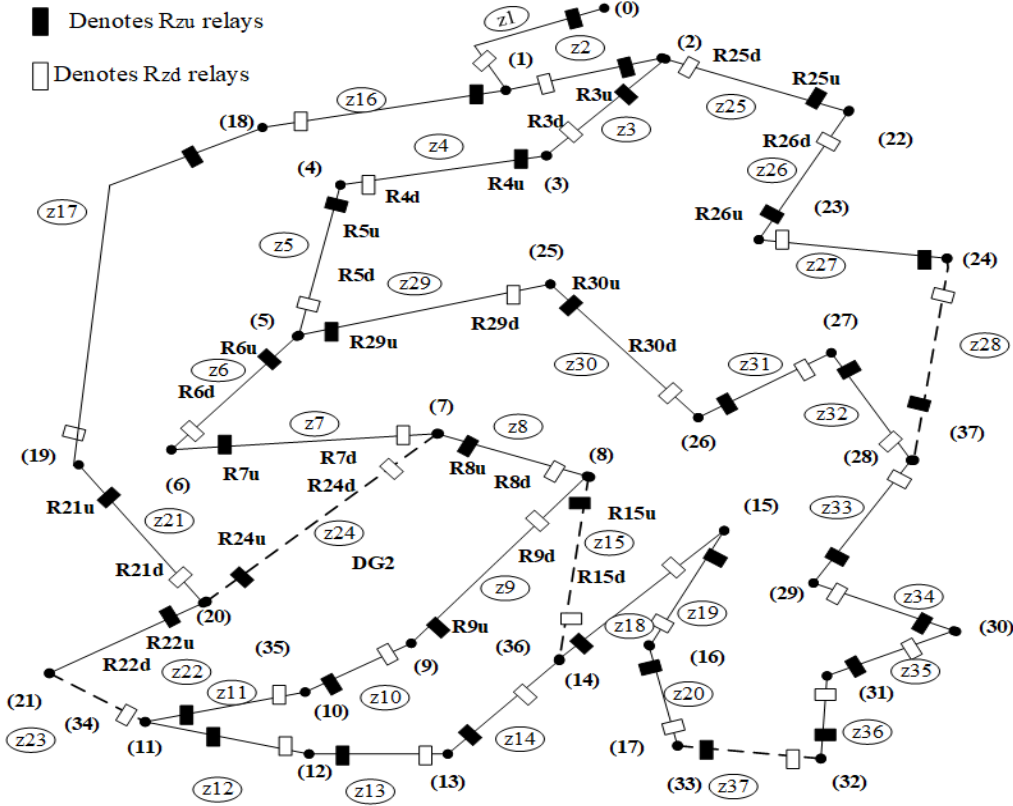 Denotes Rzu relays
Denotes Rzd relays
(0)
z1
z2
(1)
(2)
R25d
R25u
z16
R3u
R3d
z3
z25
(18)
z4
(22)
R26d
z26
(4)
R4d
R4u
(3)
R26u
(23)
z17
R5u
z5
R5d
z29
(25)
z27
(24)
R30u
(5)
R6u
R29u
R29d
R30d
z30
(27)
z28
z6
R6d
z31
z32
(7)
z7
z8
(26)
(28)
(37)
(19)
(6)
R7u
R7d
R8u
R8d
(8)
R24d
R21u
z21
R24u
z24
DG2
R15u
z15
(15)
z33
R21d
R9d
R15d
z9
(29)
z34
(20)
R22u
R22d
z22
(35)
R9u
(36)
z18
z19
(30)
(9)
(16)
z35
(21)
(34)
z11
z10
(10)
(14)
z20
(31)
z23
(11)
z14
(17)
z36
(12)
(13)
z12
z13
(33)
z37
(32)